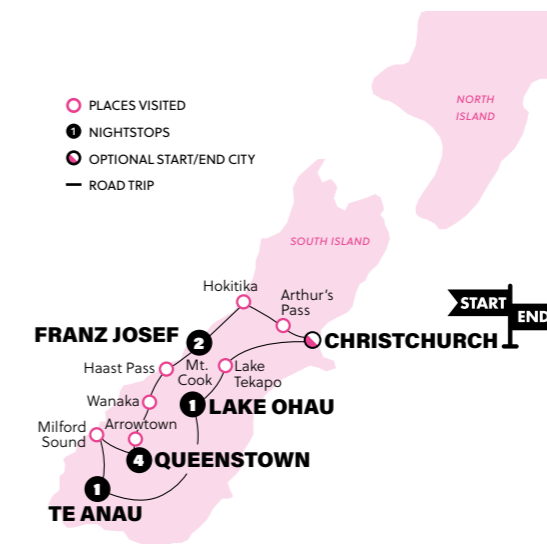 PLACES VISITED
1 NIGHTSTOPS
OPTIONAL START/END CITY
ROAD TRIP
NORTH
ISLAND
SOUTH ISLAND
Hokitika
Arthur's
Pass
START
END
FRANZ JOSEF 2
CHRISTCHURCH
Haast Pass
Mt.
Cook
Lake
Tekapo
Wanaka
1 LAKE OHAU
Milford
Sound
Arrowtown
4 QUEENSTOWN
1
TE ANAU